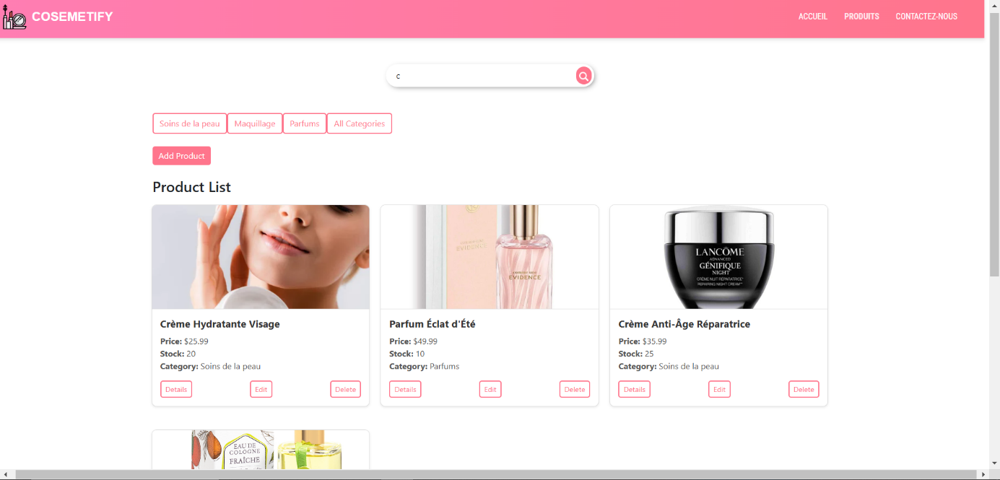 COSEMETIFY
ACCUEIL PRODUITS CONTACTEZ-NOUS
c
Soins de la peau Maquillage Parfums All Categories
Add Product
Product List
EVIDENCE
EVIDENCE
LANCÔME
ADVANCED
GÉNIFIQUE
NIGHT
CRÈME NUIT RÉPARATRICE
REPAIRING NIGHT CREAM
Crème Hydratante Visage
Price: $25.99
Stock: 20
Category: Soins de la peau
Details Edit Delete
Parfum Éclat d'Été
Price: $49.99
Stock: 10
Category: Parfums
Details Edit Delete
Crème Anti-Âge Réparatrice
Price: $35.99
Stock: 25
Category: Soins de la peau
Details Edit Delete
EAU DE
COLOGNE
FRAÎCHE